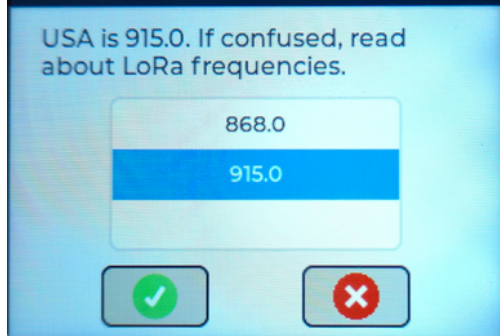 USA is 915.0. If confused, read
about LoRa frequencies.
868.0
915.0